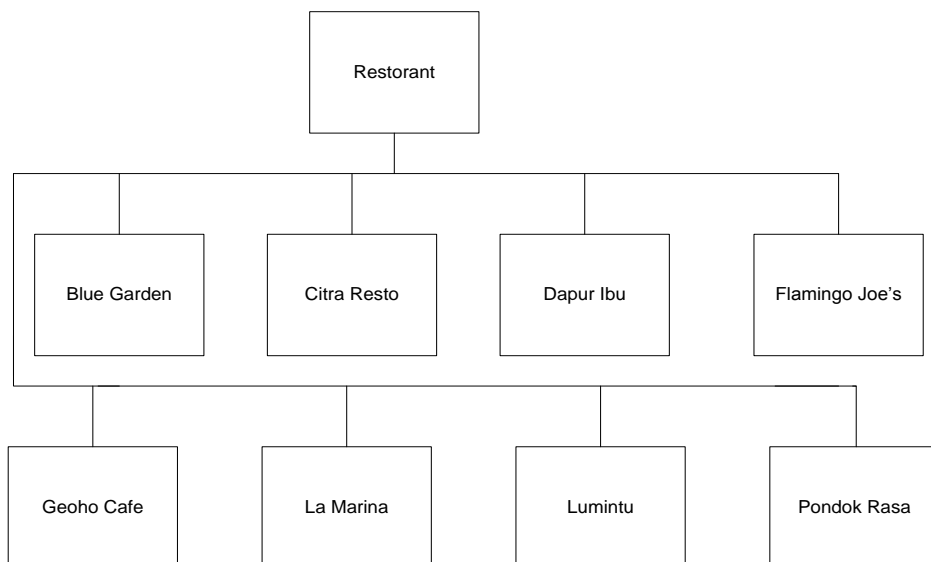 Restorant
Blue Garden
Citra Resto
Dapur Ibu
Flamingo Joe's
Geoho Cafe
La Marina
Lumintu
Pondok Rasa